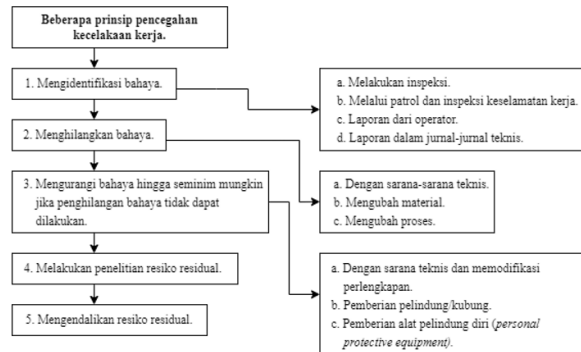 Beberapa prinsip pencegahan
kecelakaan kerja.
1. Mengidentifikasi bahaya.
a. Melakukan inspeksi.
b. Melalui patrol dan inspeksi keselamatan kerja.
c. Laporan dari operator.
d. Laporan dalam jurnal-jurnal teknis.
2. Menghilangkan bahaya.
a. Dengan sarana-sarana teknis.
b. Mengubah material.
c. Mengubah proses.
3. Mengurangi bahaya hingga seminim mungkin
jika penghilangan bahaya tidak dapat
dilakukan.
a. Dengan sarana teknis dan memodifikasi
perlengkapan.
b. Pemberian pelindung/kubung.
c. Pemberian alat pelindung diri (personal
protective equipment).
4. Melakukan penelitian resiko residual.
5. Mengendalikan resiko residual.